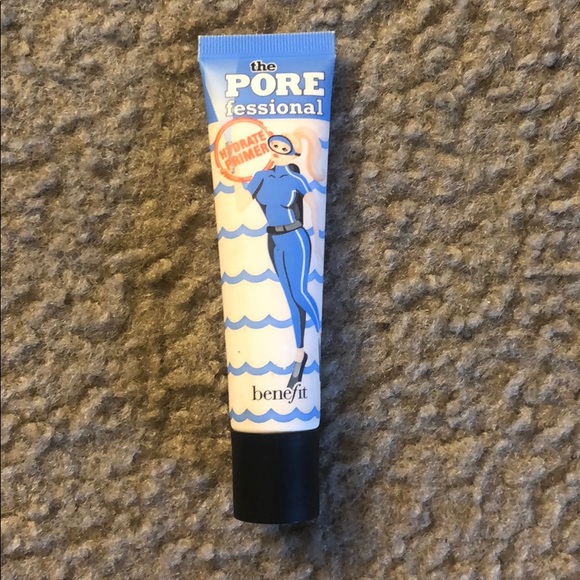 the
PORE
fessional
HYDRATE
PRIMER
benefit